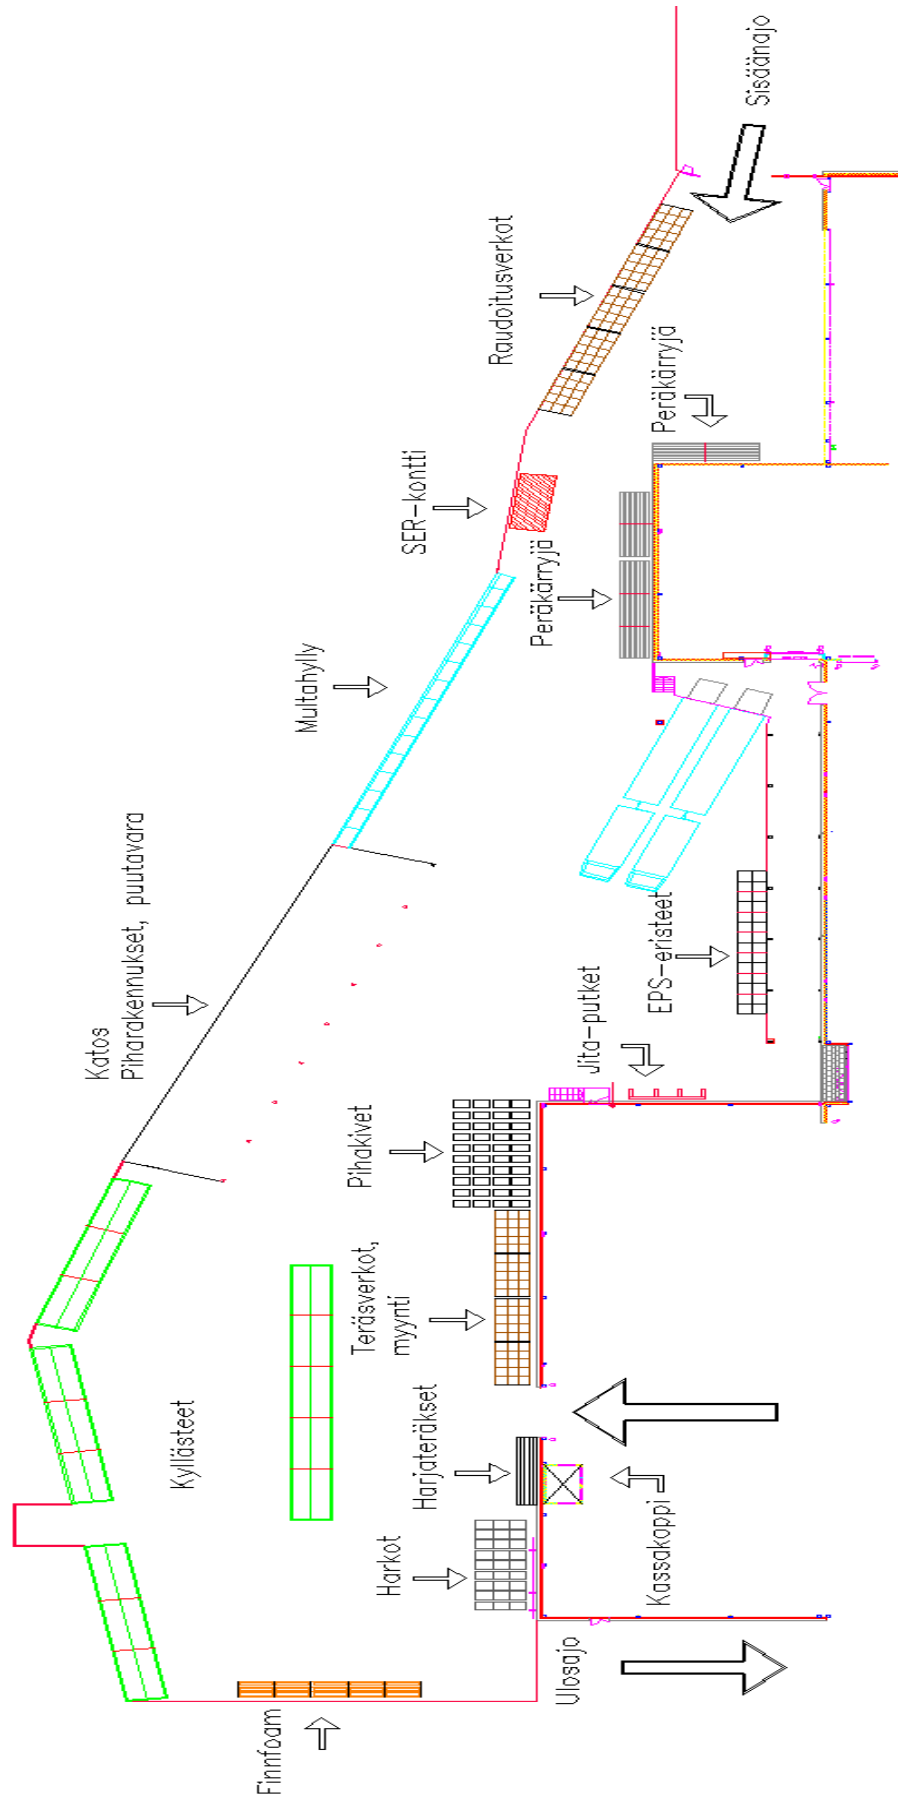 Sisäänajo
Raudoitusverkot
Peräkärryjä
SER-kontti
Peräkärryjä
Multahylly
Katos
Piharakennukset, puutavara
EPS-eristeet
Jita-putket
Pihakivet
Teräsverkot,
myynti
Kyllästeet
Harjateräkset
Kassakoppi
Harkot
Ulosajo
Finnfoam